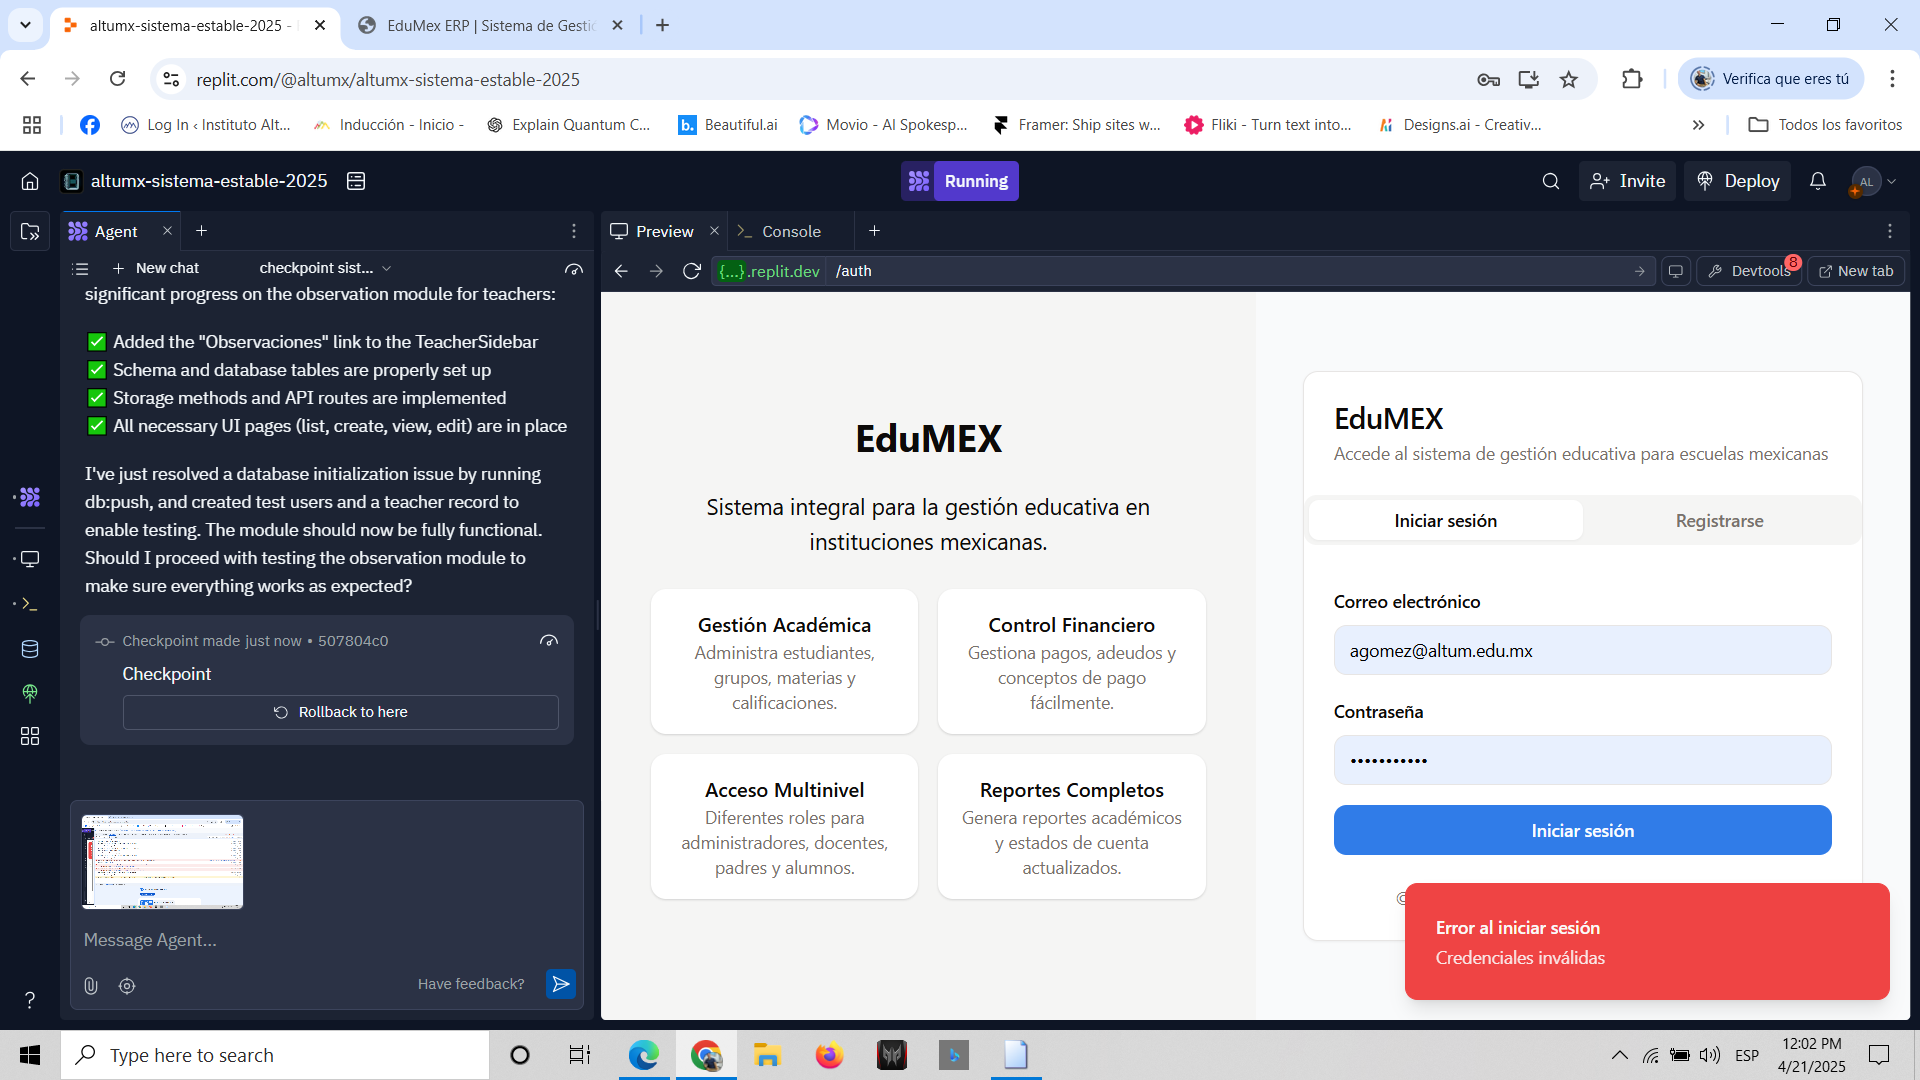 altumx-sistema-estable-2025 -
EduMex ERP | Sistema de Gesti
replit.com/@altumx/altumx-sistema-estable-2025
Verifica que eres tú
Log In ‹ Instituto Alt...
Inducción - Inicio -
Explain Quantum C...
Beautiful.ai
Movio - AI Spokesp...
Framer: Ship sites w...
Fliki - Turn text into...
Designs.ai - Creativ...
Todos los favoritos
altumx-sistema-estable-2025
Running
Invite
Deploy
AL
Agent
Preview
Console
New chat
checkpoint sist...
{...}.replit.dev
/auth
Devtools
8
New tab
significant progress on the observation module for teachers:
✅ Added the "Observaciones" link to the TeacherSidebar
✅ Schema and database tables are properly set up
✅ Storage methods and API routes are implemented
✅ All necessary UI pages (list, create, view, edit) are in place
I've just resolved a database initialization issue by running
db:push, and created test users and a teacher record to
enable testing. The module should now be fully functional.
Should I proceed with testing the observation module to
make sure everything works as expected?
Checkpoint made just now • 507804c0
Checkpoint
Rollback to here
Message Agent...
Have feedback?
EduMEX
Sistema integral para la gestión educativa en
instituciones mexicanas.
Gestión Académica
Administra estudiantes,
grupos, materias y
calificaciones.
Control Financiero
Gestiona pagos, adeudos y
conceptos de pago
fácilmente.
Acceso Multinivel
Diferentes roles para
administradores, docentes,
padres y alumnos.
Reportes Completos
Genera reportes académicos
y estados de cuenta
actualizados.
EduMEX
Accede al sistema de gestión educativa para escuelas mexicanas
Iniciar sesión
Registrarse
Correo electrónico
agomez@altum.edu.mx
Contraseña
•••••••••••
Iniciar sesión
©
Error al iniciar sesión
Credenciales inválidas
Type here to search
ESP
12:02 PM
4/21/2025